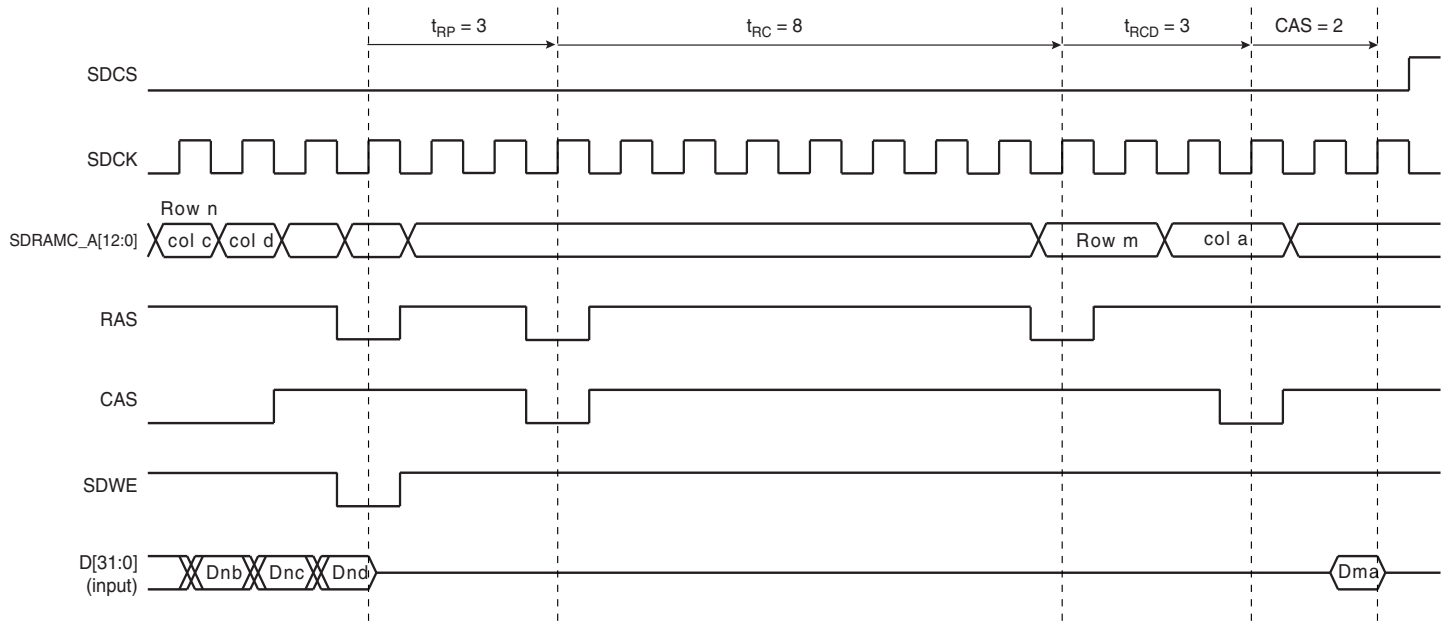 tRP = 3
tRC = 8
tRCD = 3
CAS = 2
SDCS
SDCK
Row n
SDRAMC_A[12:0]
col c
col d
Row m
col a
RAS
CAS
SDWE
D[31:0]
(input)
Dnb
Dnc
Dnd
Dma